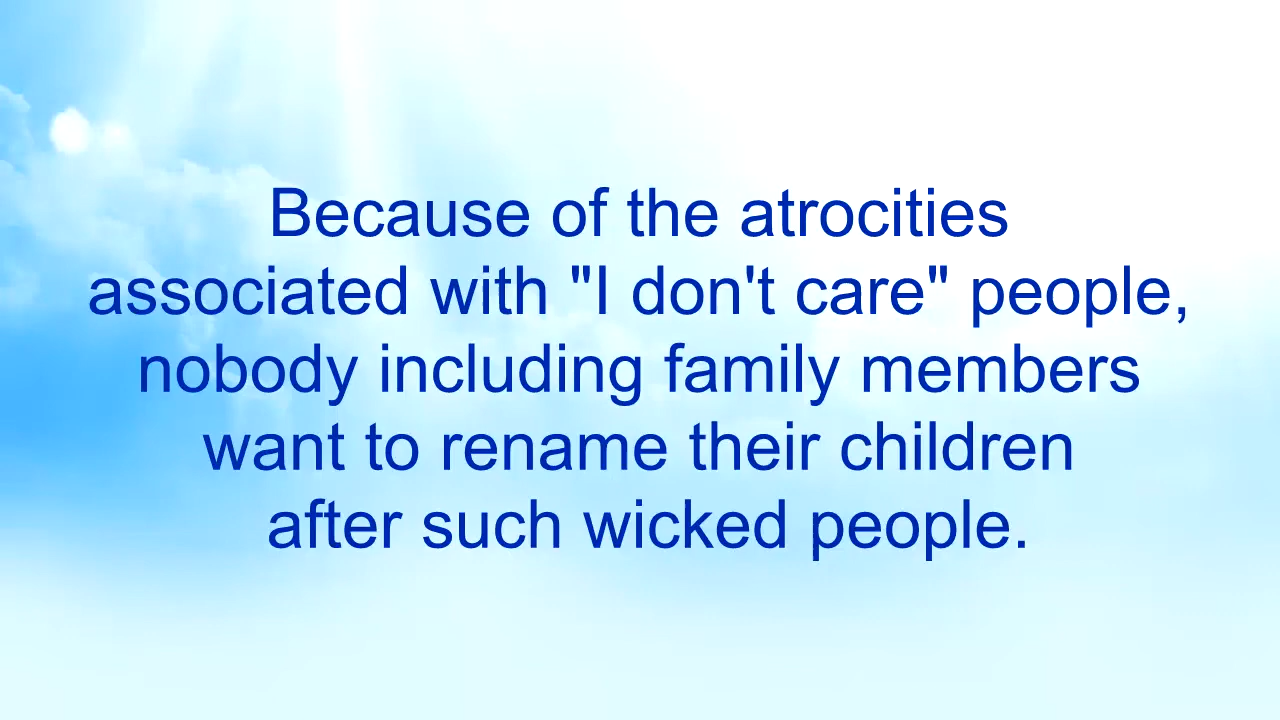 Because of the atrocities
associated with "I don't care" people,
nobody including family members
want to rename their children
after such wicked people.